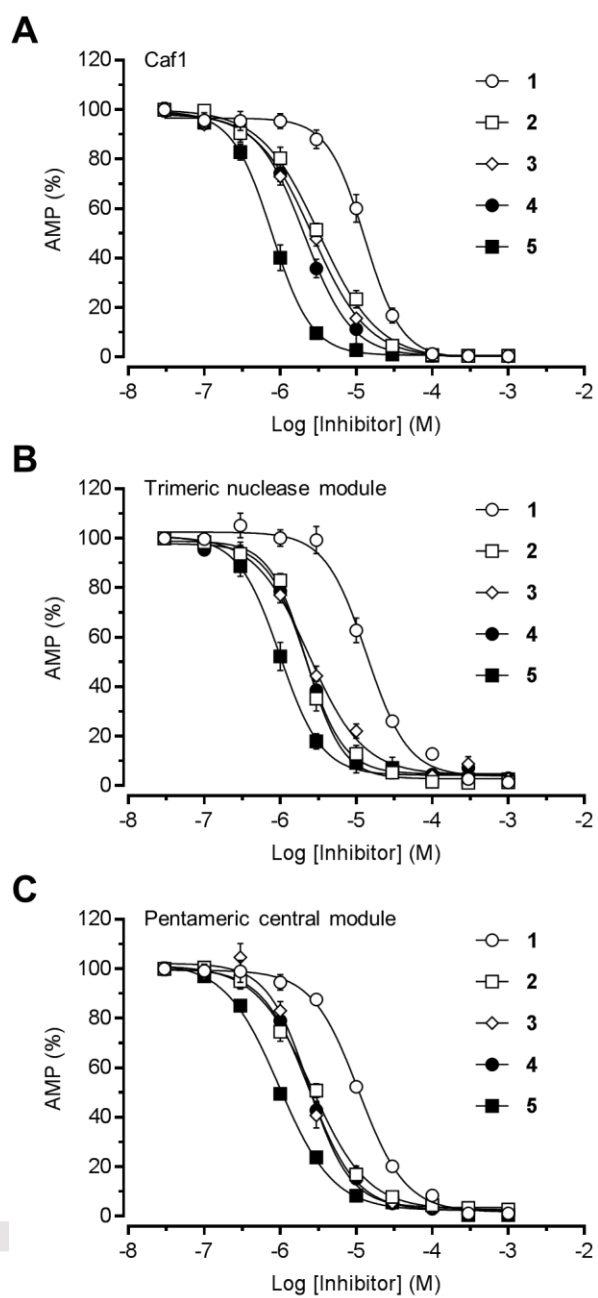 A
Caf1
120
100
80
60
40
20
0
AMP (%)
1
2
3
4
5
-8 -7 -6 -5 -4 -3 -2
Log [Inhibitor] (M)
B
Trimeric nuclease module
120
100
80
60
40
20
0
AMP (%)
1
2
3
4
5
-8 -7 -6 -5 -4 -3 -2
Log [Inhibitor] (M)
C
Pentameric central module
120
100
80
60
40
20
0
AMP (%)
1
2
3
4
5
-8 -7 -6 -5 -4 -3 -2
Log [Inhibitor] (M)